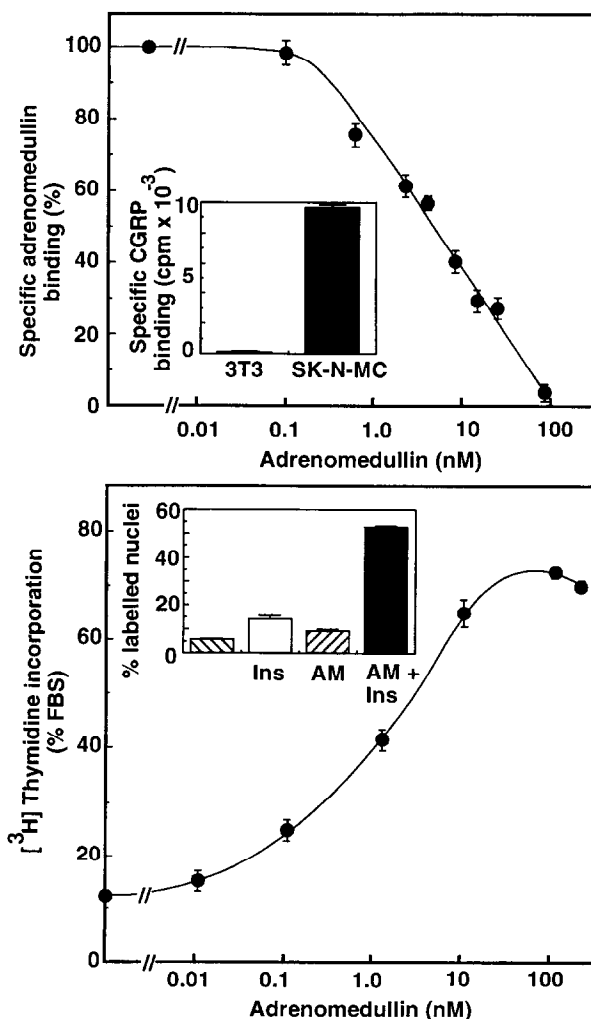 Specific adrenomedullin
binding (%)
100
80
60
40
20
0
Specific CGRP
binding (cpm x 10⁻³)
10
5
0
3T3 SK-N-MC
0.01 0.1 1.0 10 100
Adrenomedullin (nM)
[³H] Thymidine incorporation
(% FBS)
80
60
40
20
0
% labelled nuclei
60
40
20
0
Ins AM AM +
Ins
0.01 0.1 1.0 10 100
Adrenomedullin (nM)